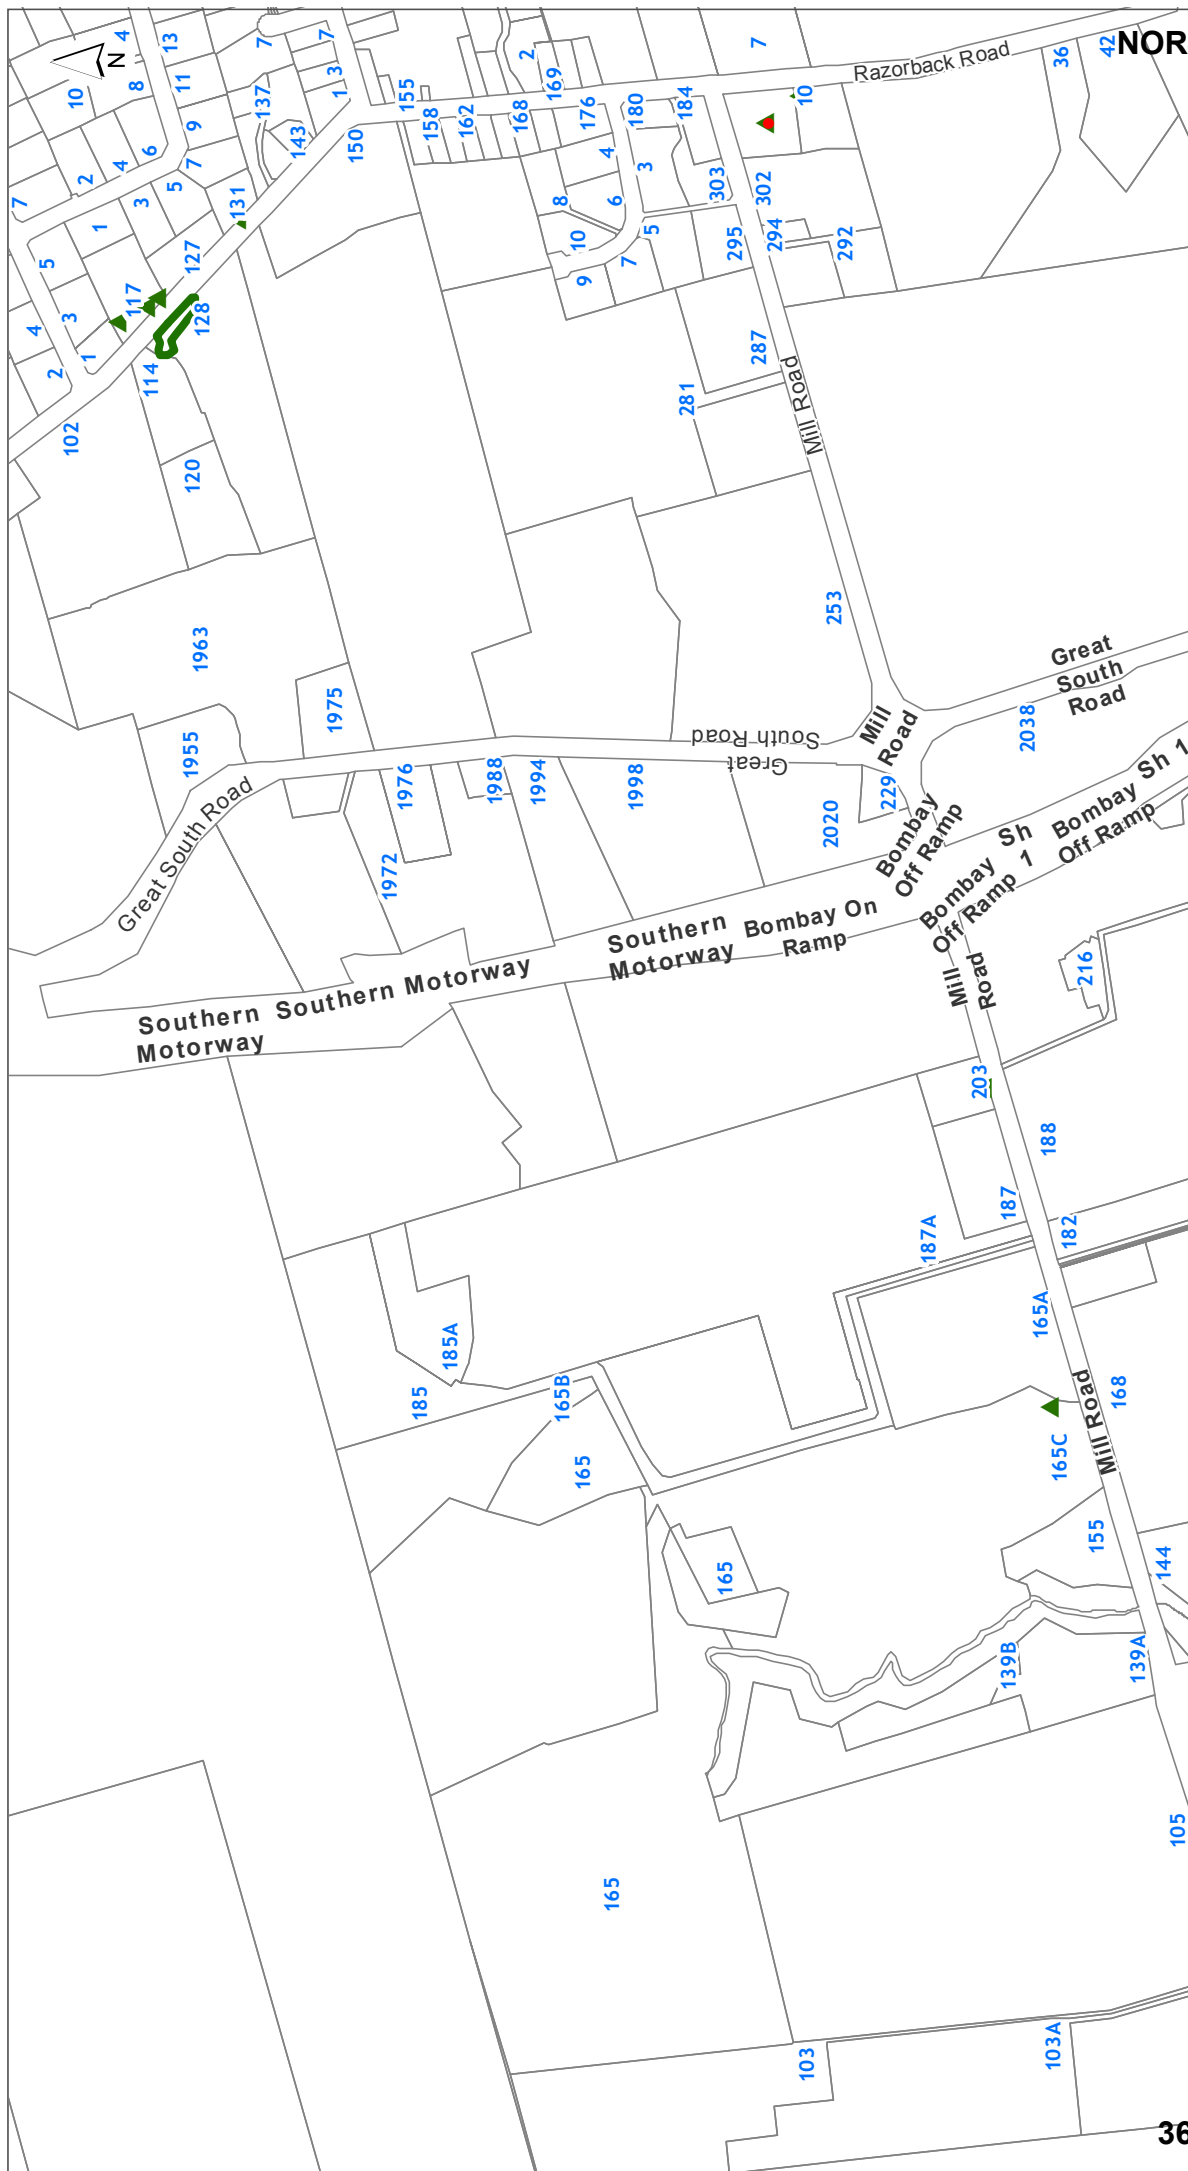 N
NOR
4
13
7
7
7
10
8
11
137
3
1
2
169
Razorback Road
36
42
9
143
150
155
158
162
168
176
180
184
10
6
4
2
7
5
3
1
7
131
4
3
303
302
8
6
5
295
294
292
10
7
9
127
5
117
128
3
4
1
2
114
102
120
287
281
Mill Road
253
1963
1975
1955
Great
South
Road
2038
Mill
Road
Great
South Road
1976
1988
1994
1998
229
2020
Bombay
Off Ramp
Bombay Sh 1
Off Ramp
Bombay Sh
Off Ramp 1
Great South Road
1972
Southern
Motorway
Bombay On
Ramp
Southern Motorway
Southern
Motorway
Mill
Road
216
203
188
187
182
187A
165A
185A
185
165B
165
168
Mill Road
165C
155
144
165
139B
139A
105
165
103
103A
36